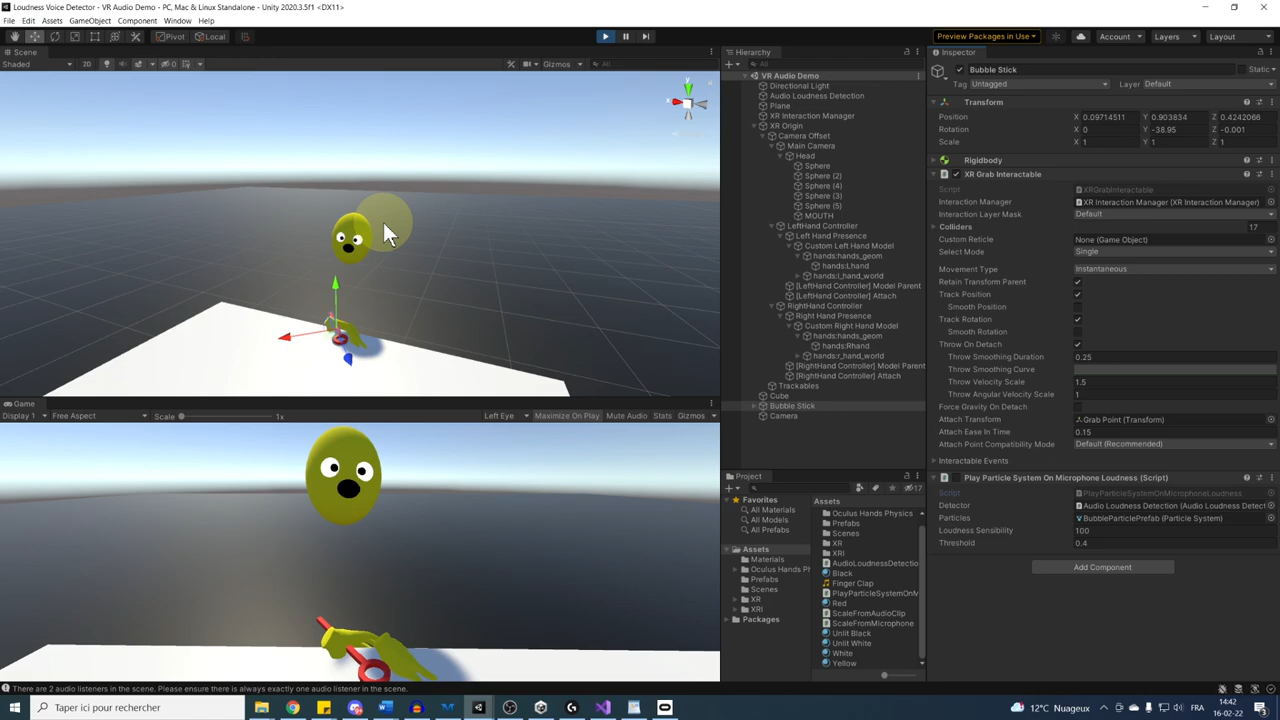 Loudness Voice Detector - VR Audio Demo - PC, Mac & Linux Standalone - Unity 2020.3.5f1 <DX11>
File Edit Assets GameObject Component Window Help
Pivot Local
Preview Packages in Use
Account Layers Layout
Scene
Shaded 2D 0 Gizmos All
y
x
Hierarchy
All
VR Audio Demo
Directional Light
Audio Loudness Detection
Plane
XR Interaction Manager
XR Origin
Camera Offset
Main Camera
Head
Sphere
Sphere (2)
Sphere (4)
Sphere (3)
Sphere (5)
MOUTH
LeftHand Controller
Left Hand Presence
Custom Left Hand Model
hands:hands_geom
hands:Lhand
hands:l_hand_world
[LeftHand Controller] Model Parent
[LeftHand Controller] Attach
RightHand Controller
Right Hand Presence
Custom Right Hand Model
hands:hands_geom
hands:Rhand
hands:r_hand_world
[RightHand Controller] Model Parent
[RightHand Controller] Attach
Trackables
Cube
Bubble Stick
Camera
Game
Display 1 Free Aspect Scale 1x Left Eye Maximize On Play Mute Audio Stats Gizmos
Project
17
Favorites
All Materials
All Models
All Prefabs
Assets
Materials
Oculus Hands Ph
Prefabs
Scenes
XR
XRI
Packages
Assets
Oculus Hands Physics
Prefabs
Scenes
XR
XRI
AudioLoudnessDetectio
Black
Finger Clap
PlayParticleSystemOnM
Red
ScaleFromAudioClip
ScaleFromMicrophone
Unlit Black
Unlit White
White
Yellow
Inspector
Bubble Stick Static
Tag Untagged Layer Default
Transform
Position X 0.09714511 Y 0.903834 Z 0.4242066
Rotation X 0 Y -38.95 Z -0.001
Scale X 1 Y 1 Z 1
Rigidbody
XR Grab Interactable
Script XRGrabInteractable
Interaction Manager XR Interaction Manager (XR Interaction Manager)
Interaction Layer Mask Default
Colliders 17
Custom Reticle None (Game Object)
Select Mode Single
Movement Type Instantaneous
Retain Transform Parent
Track Position
Smooth Position
Track Rotation
Smooth Rotation
Throw On Detach
Throw Smoothing Duration 0.25
Throw Smoothing Curve
Throw Velocity Scale 1.5
Throw Angular Velocity Scale 1
Force Gravity On Detach
Attach Transform Grab Point (Transform)
Attach Ease In Time 0.15
Attach Point Compatibility Mode Default (Recommended)
Interactable Events
Play Particle System On Microphone Loudness (Script)
Script PlayParticleSystemOnMicrophoneLoudness
Detector Audio Loudness Detection (Audio Loudness Detect
Particles BubbleParticlePrefab (Particle System)
Loudness Sensibility 100
Threshold 0.4
Add Component
There are 2 audio listeners in the scene. Please ensure there is always exactly one audio listener in the scene.
Taper ici pour rechercher
12°C Nuageux FRA 14:42
16-02-22